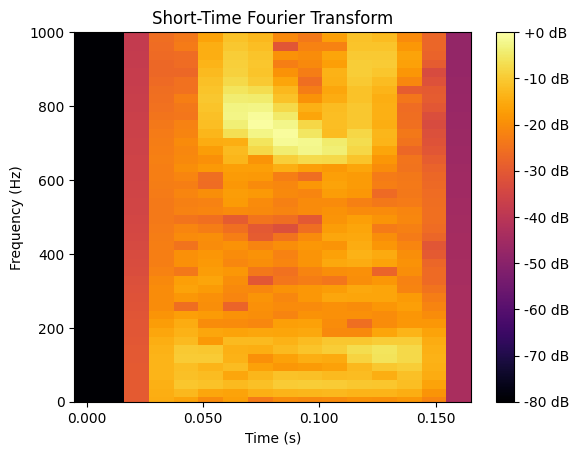 Short-Time Fourier Transform
1000
800
600
400
200
0
Frequency (Hz)
0.000
0.050
0.100
0.150
Time (s)
+0 dB
-10 dB
-20 dB
-30 dB
-40 dB
-50 dB
-60 dB
-70 dB
-80 dB